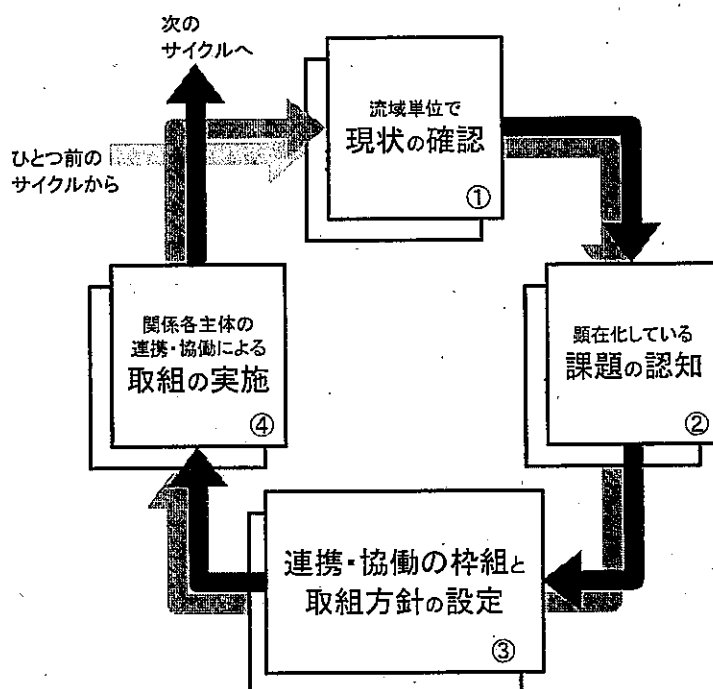 次の
サイクルへ
ひとつ前の
サイクルから
流域単位で
現状の確認
①
顕在化している
課題の認知
②
連携・協働の枠組と
取組方針の設定
③
関係各主体の
連携・協働による
取組の実施
④